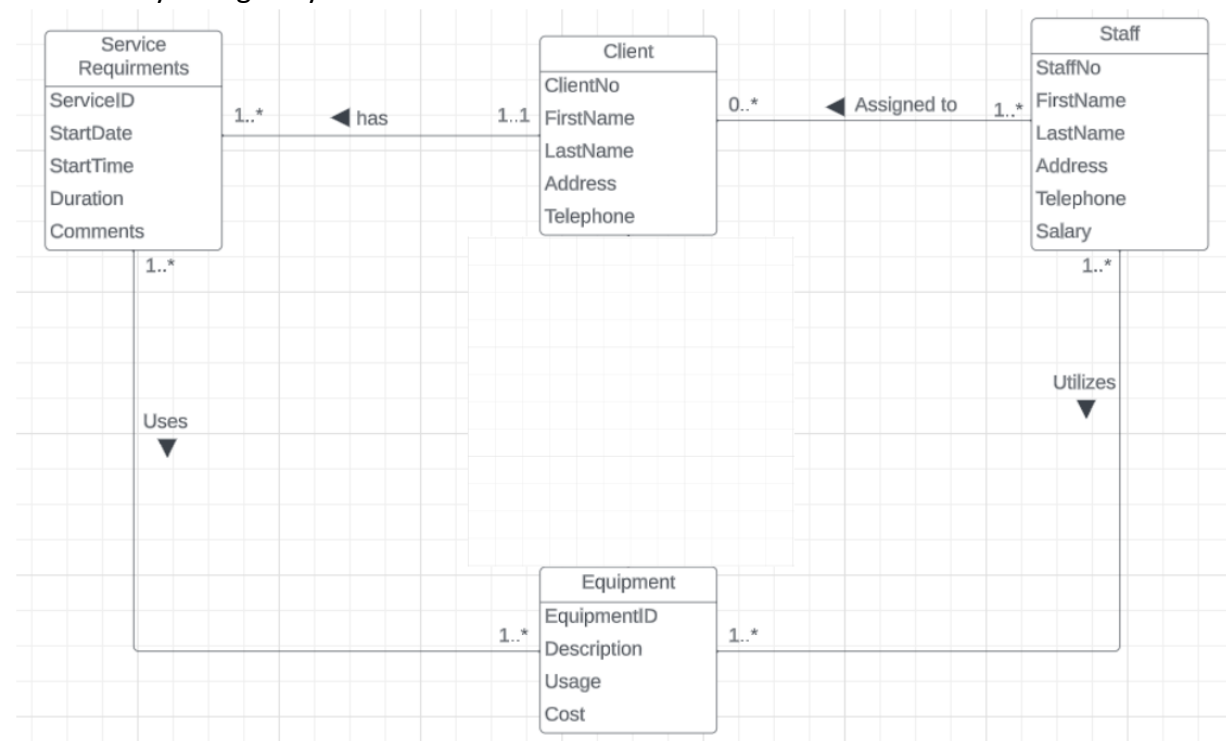 Service
Requirments
ServiceID
StartDate
StartTime
Duration
Comments
1..*
has
1..1
Client
ClientNo
FirstName
LastName
Address
Telephone
0..*
Assigned to
1..*
Staff
StaffNo
FirstName
LastName
Address
Telephone
Salary
1..*
Uses
1..*
Utilizes
1..*
Equipment
EquipmentID
Description
Usage
Cost
1..*